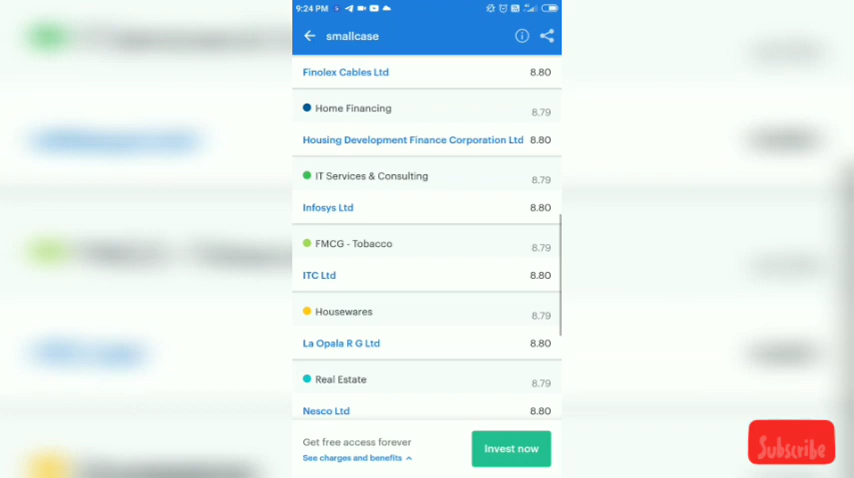 9:24 PM
smallcase
Finolex Cables Ltd 8.80
Home Financing 8.79
Housing Development Finance Corporation Ltd 8.80
IT Services & Consulting 8.79
Infosys Ltd 8.80
FMCG - Tobacco 8.79
ITC Ltd 8.80
Housewares 8.79
La Opala R G Ltd 8.80
Real Estate 8.79
Nesco Ltd 8.80
Get free access forever
See charges and benefits
Invest now
Subscribe